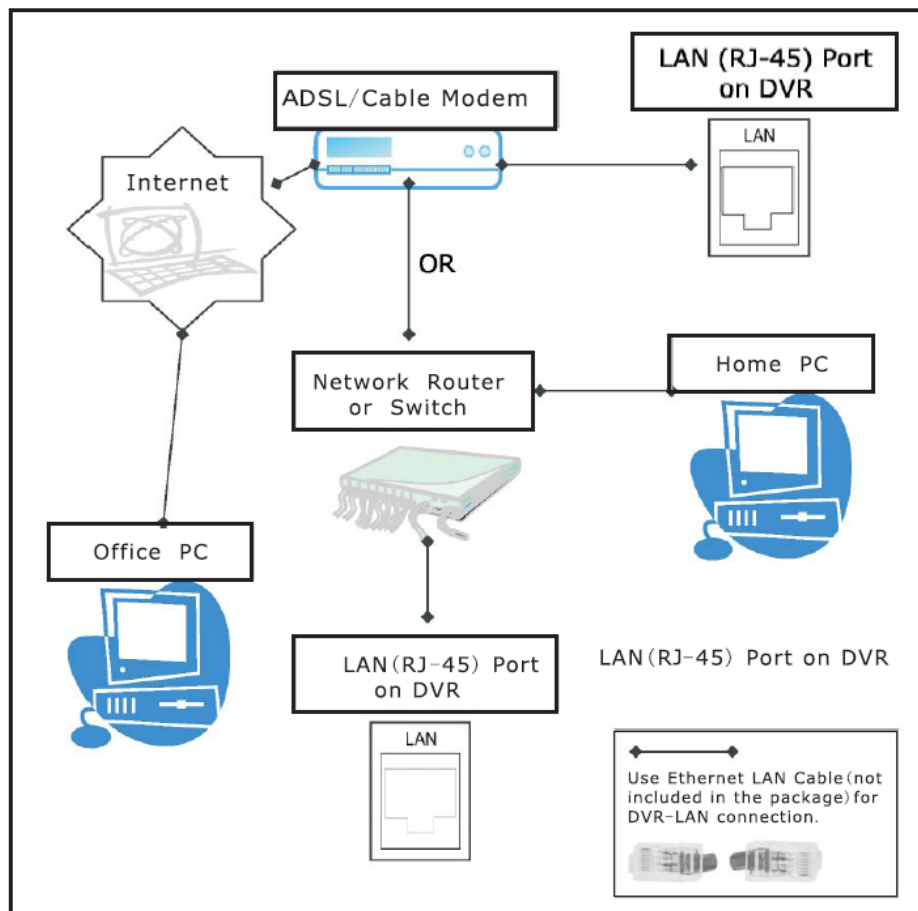 LAN (RJ-45) Port
on DVR
ADSL/Cable Modem
LAN
Internet
OR
Network Router
or Switch
Home PC
Office PC
LAN(RJ-45) Port
on DVR
LAN(RJ-45) Port on DVR
LAN
Use Ethernet LAN Cable(not
included in the package)for
DVR-LAN connection.